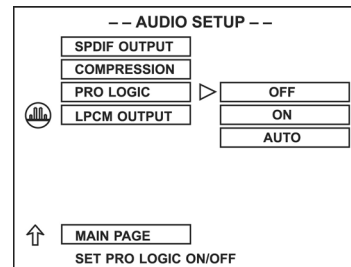 – – AUDIO SETUP – –
SPDIF OUTPUT
COMPRESSION
PRO LOGIC
OFF
LPCM OUTPUT
ON
AUTO
MAIN PAGE
SET PRO LOGIC ON/OFF